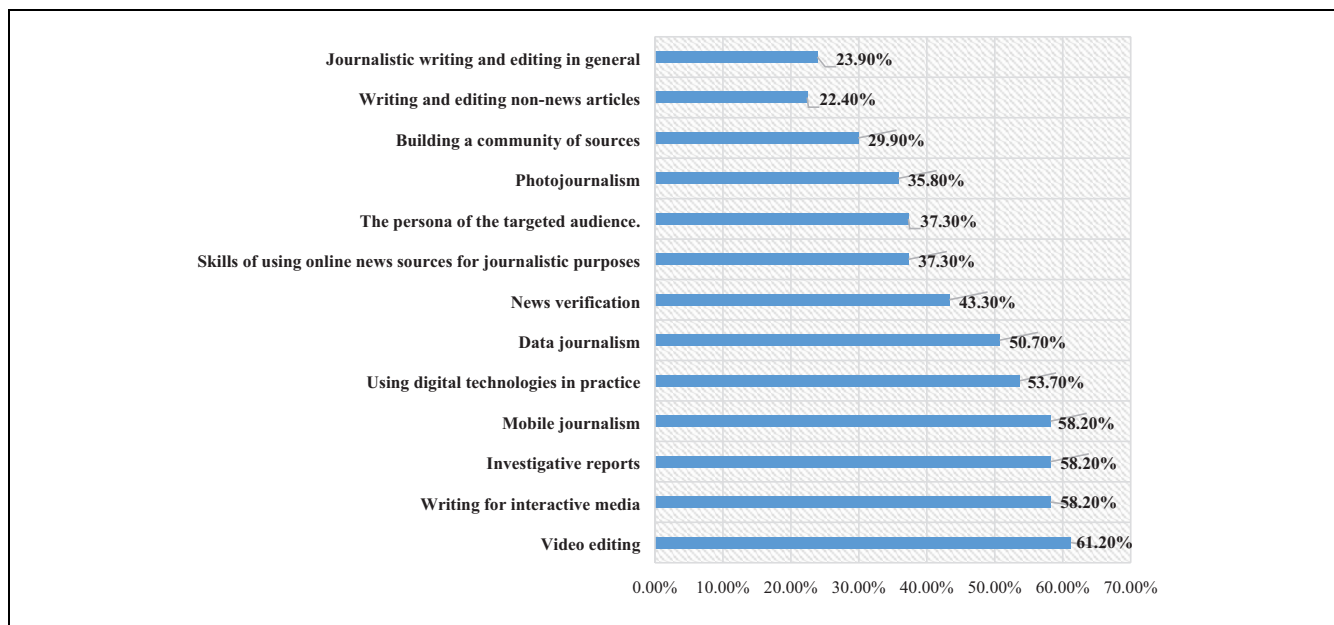 Journalistic writing and editing in general 23.90%
Writing and editing non-news articles 22.40%
Building a community of sources 29.90%
Photojournalism 35.80%
The persona of the targeted audience. 37.30%
Skills of using online news sources for journalistic purposes 37.30%
News verification 43.30%
Data journalism 50.70%
Using digital technologies in practice 53.70%
Mobile journalism 58.20%
Investigative reports 58.20%
Writing for interactive media 58.20%
Video editing 61.20%
0.00% 10.00% 20.00% 30.00% 40.00% 50.00% 60.00% 70.00%